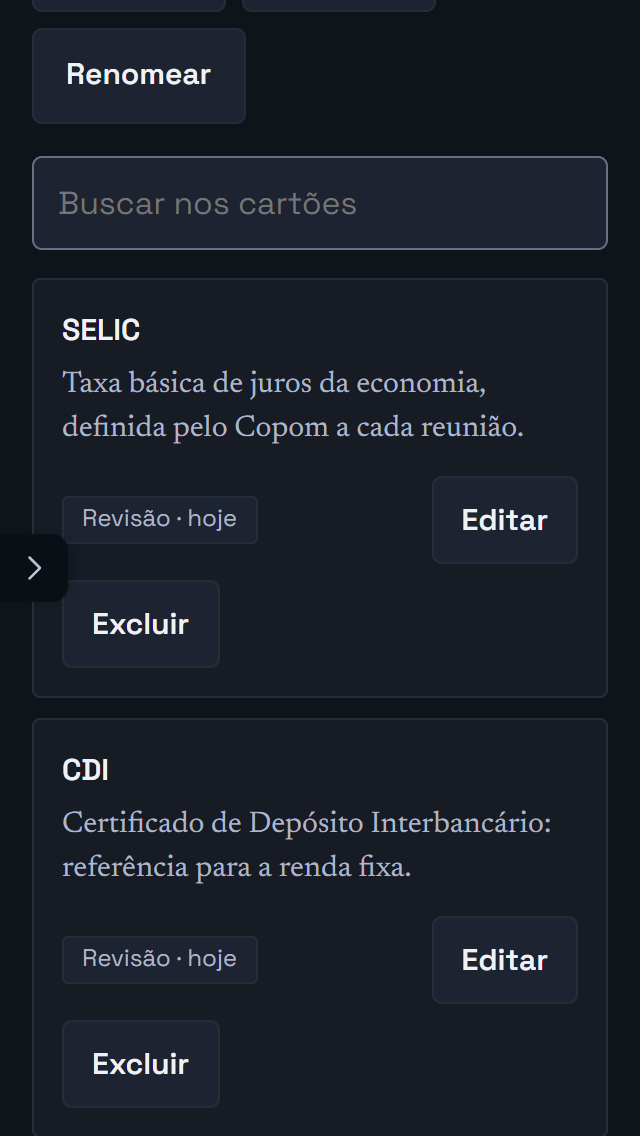 Renomear
Buscar nos cartões
SELIC
Taxa básica de juros da economia,
definida pelo Copom a cada reunião.
Revisão · hoje
Editar
Excluir
CDI
Certificado de Depósito Interbancário:
referência para a renda fixa.
Revisão · hoje
Editar
Excluir